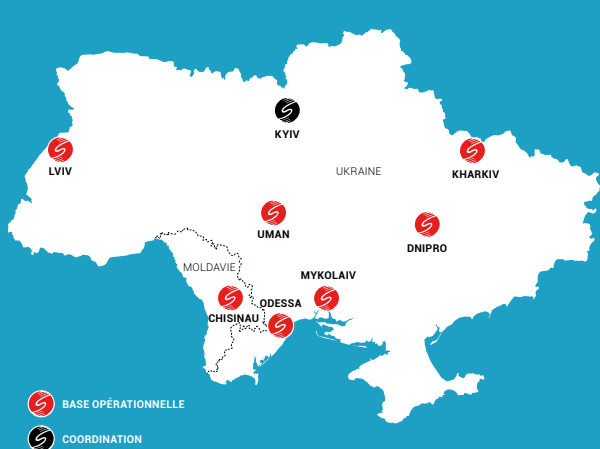 KYIV
LVIV
UKRAINE
KHARKIV
UMAN
DNIPRO
MOLDAVIE
MYKOLAIV
ODESSA
CHISINAU
BASE OPÉRATIONNELLE
COORDINATION